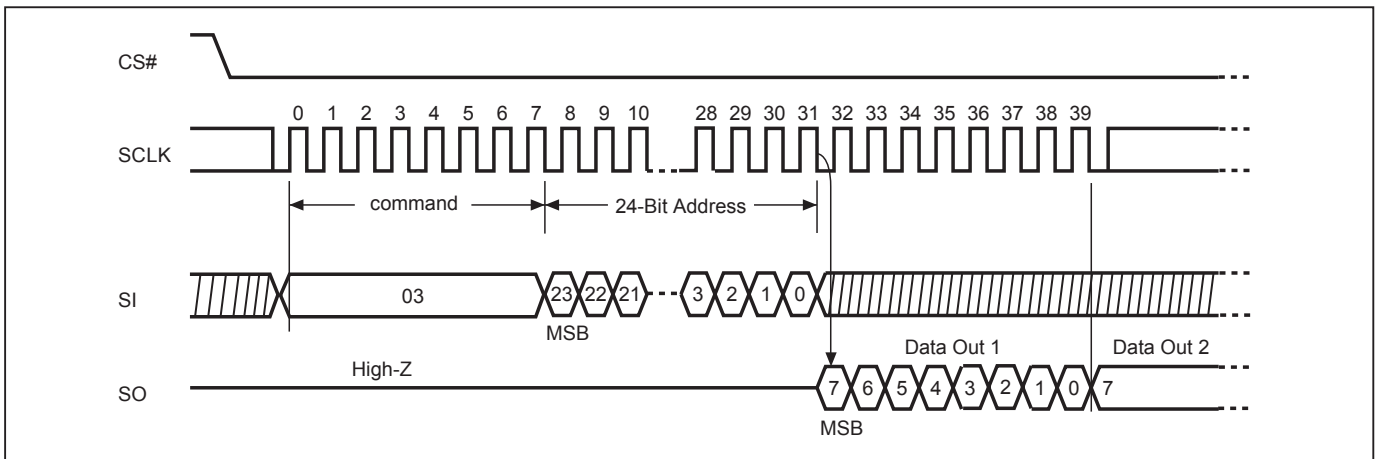 CS#
0 1 2 3 4 5 6 7 8 9 10 28 29 30 31 32 33 34 35 36 37 38 39
SCLK
command 24-Bit Address
SI 03 23 22 21 3 2 1 0
MSB
High-Z Data Out 1 Data Out 2
SO 7 6 5 4 3 2 1 0 7
MSB